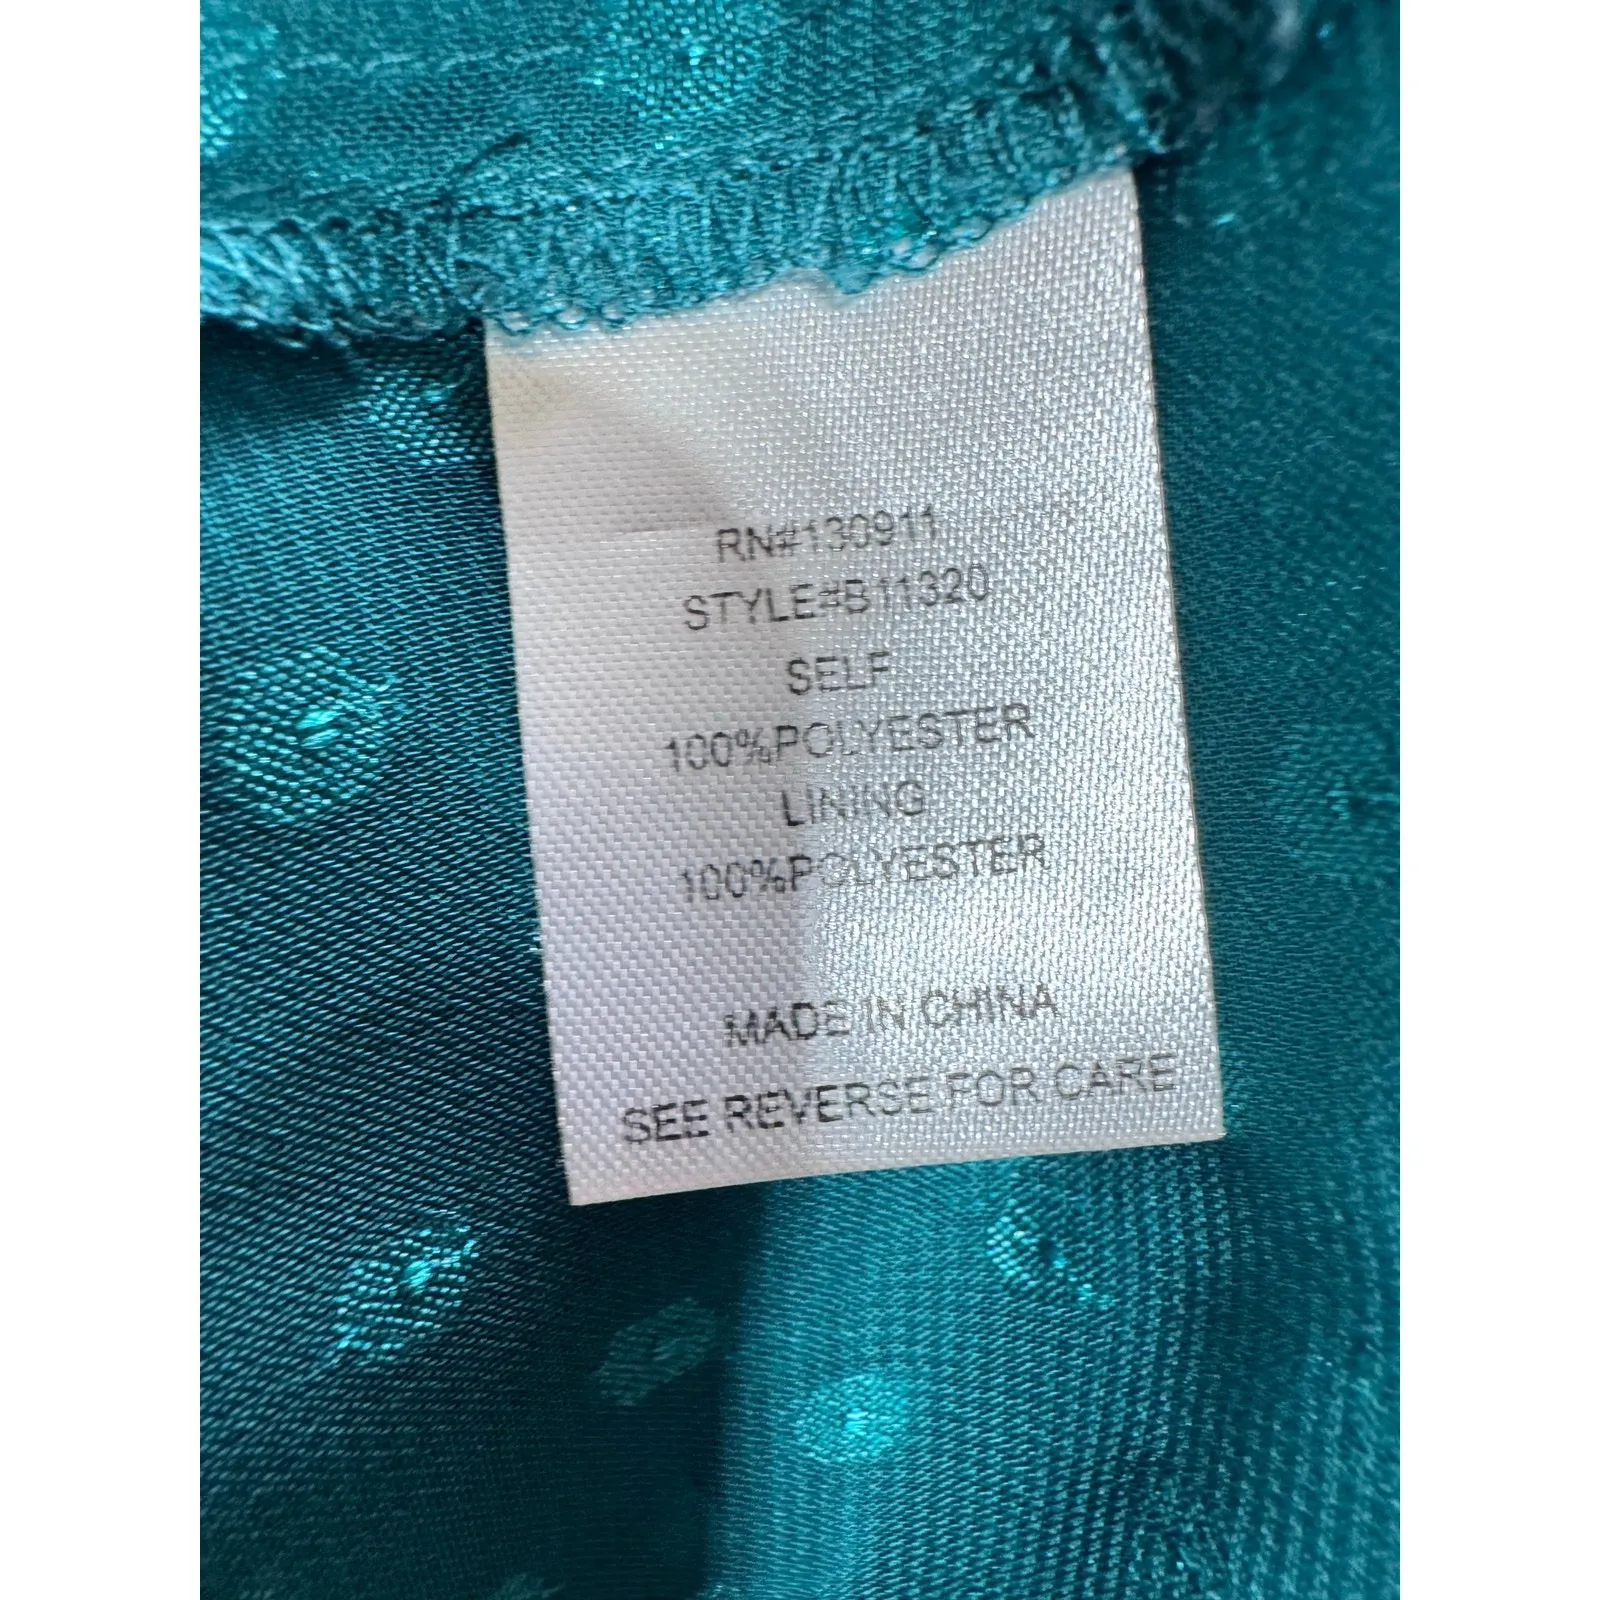 RN#130911
STYLE#B11320
SELF
100%POLYESTER
LINING
100%POLYESTER
MADE IN CHINA
SEE REVERSE FOR CARE